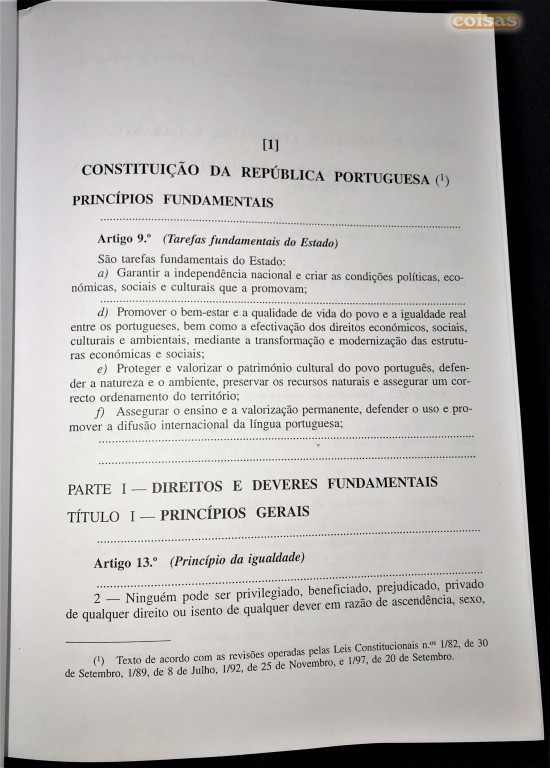 coisas
[1]
CONSTITUIÇÃO DA REPÚBLICA PORTUGUESA (¹)
PRINCÍPIOS FUNDAMENTAIS
Artigo 9.º (Tarefas fundamentais do Estado)
São tarefas fundamentais do Estado:
a) Garantir a independência nacional e criar as condições políticas, eco-
nómicas, sociais e culturais que a promovam;
d) Promover o bem-estar e a qualidade de vida do povo e a igualdade real
entre os portugueses, bem como a efectivação dos direitos económicos, sociais,
culturais e ambientais, mediante a transformação e modernização das estrutu-
ras económicas e sociais;
e) Proteger e valorizar o património cultural do povo português, defen-
der a natureza e o ambiente, preservar os recursos naturais e assegurar um cor-
recto ordenamento do território;
f) Assegurar o ensino e a valorização permanente, defender o uso e pro-
mover a difusão internacional da língua portuguesa;
PARTE I — DIREITOS E DEVERES FUNDAMENTAIS
TÍTULO I — PRINCÍPIOS GERAIS
Artigo 13.º (Princípio da igualdade)
2 — Ninguém pode ser privilegiado, beneficiado, prejudicado, privado
de qualquer direito ou isento de qualquer dever em razão de ascendência, sexo,
(¹) Texto de acordo com as revisões operadas pelas Leis Constitucionais n.ºs 1/82, de 30
de Setembro, 1/89, de 8 de Julho, 1/92, de 25 de Novembro, e 1/97, de 20 de Setembro.